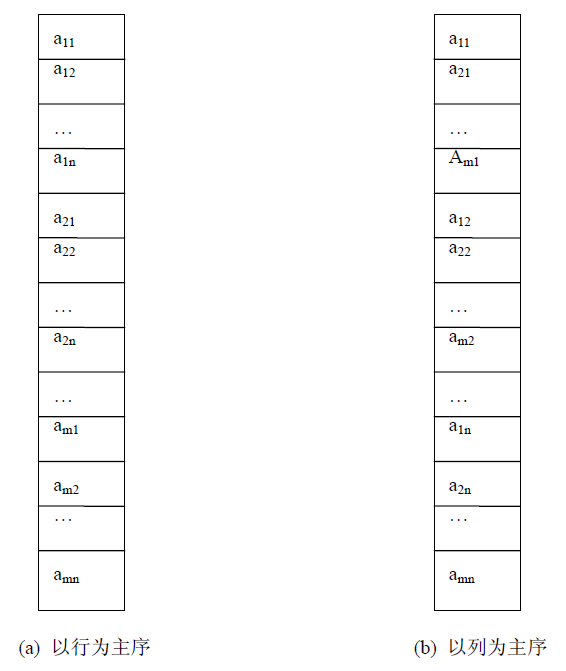 a11
a12
…
a1n
a21
a22
…
a2n
…
am1
am2
…
amn
(a) 以行为主序
a11
a21
…
Am1
a12
a22
…
am2
…
a1n
a2n
…
amn
(b) 以列为主序